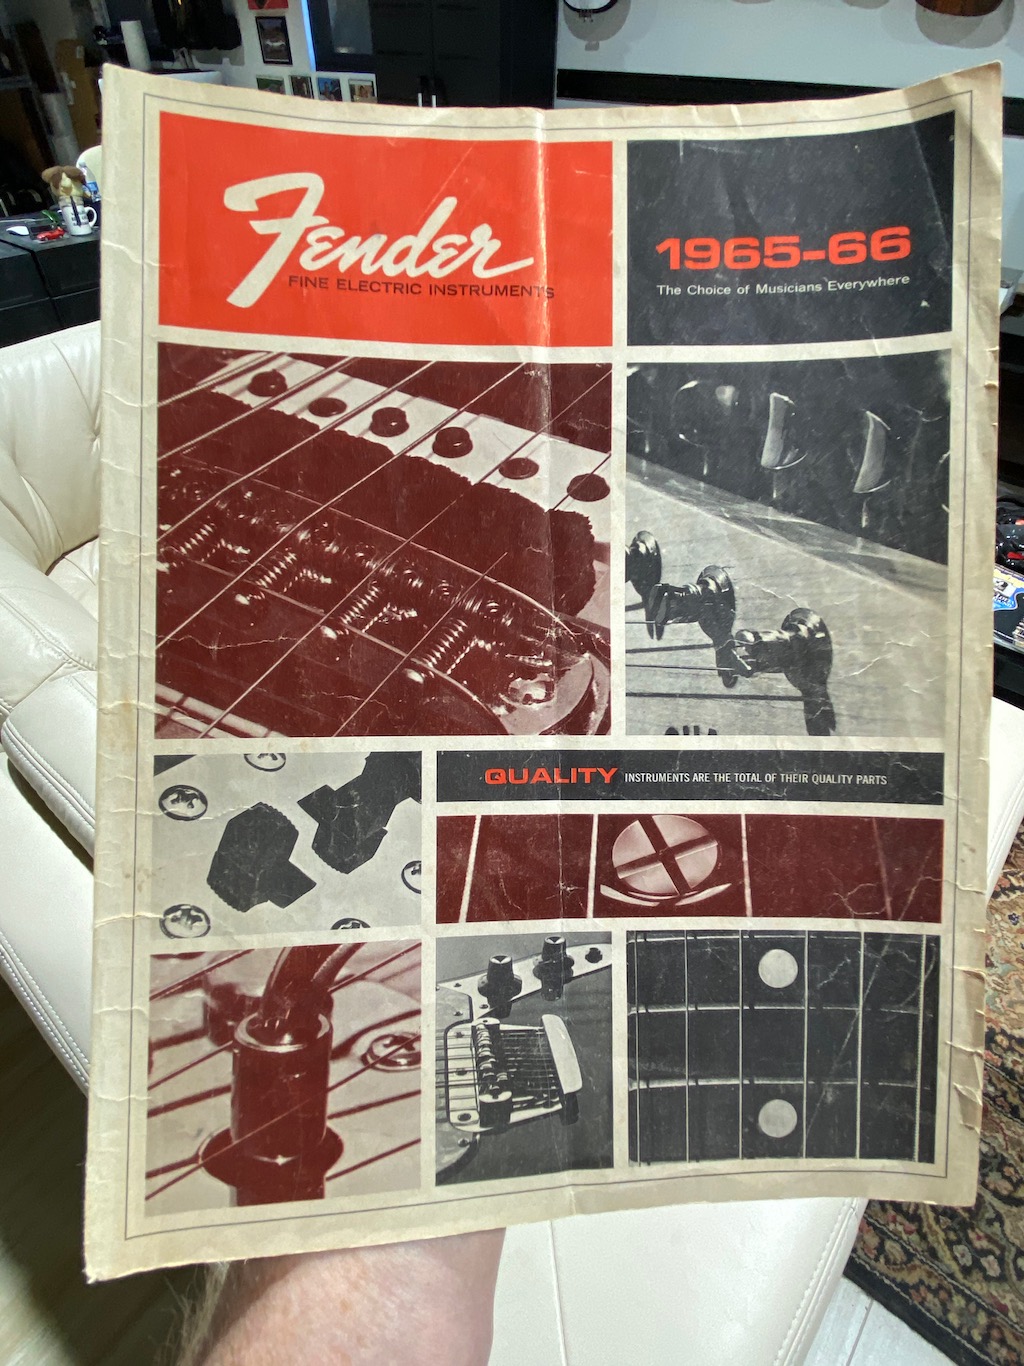 Fender
FINE ELECTRIC INSTRUMENTS
1965-66
The Choice of Musicians Everywhere
QUALITY INSTRUMENTS ARE THE TOTAL OF THEIR QUALITY PARTS